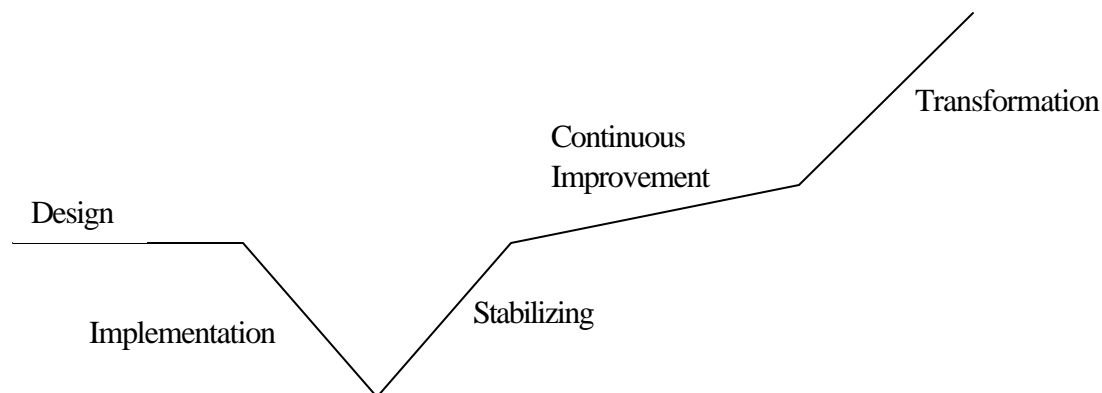 Transformation
Continuous
Improvement
Design
Stabilizing
Implementation